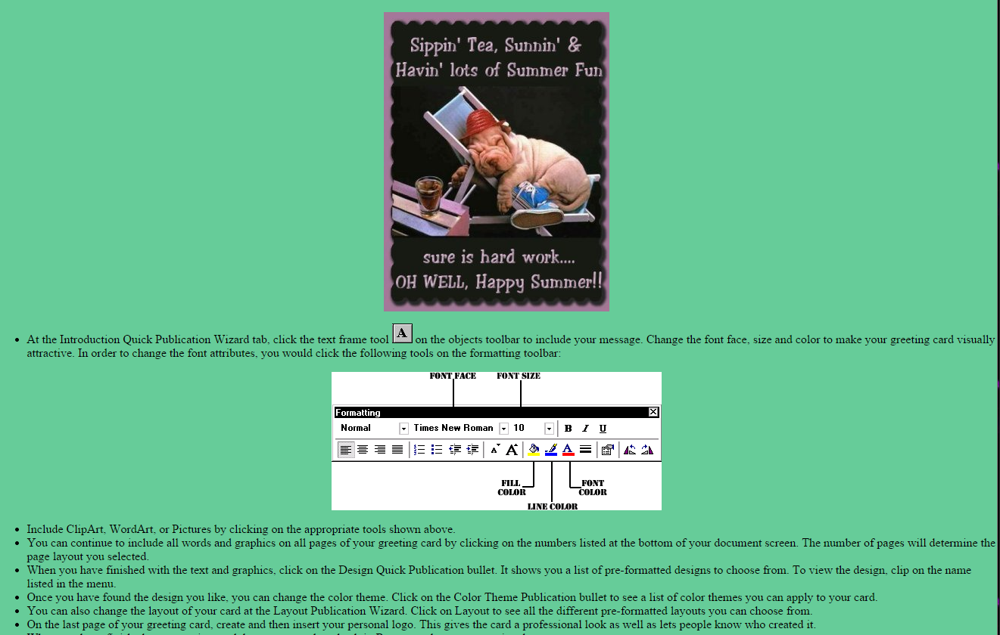 Sippin' Tea, Sunnin' &
Havin' lots of Summer Fun
sure is hard work....
OH WELL, Happy Summer!!
At the Introduction Quick Publication Wizard tab, click the text frame tool A on the objects toolbar to include your message. Change the font face, size and color to make your greeting card visually
attractive. In order to change the font attributes, you would click the following tools on the formatting toolbar:
FONT FACE FONT SIZE
Formatting
Normal Times New Roman 10 B I U
FILL COLOR
FONT COLOR
LINE COLOR
Include ClipArt, WordArt, or Pictures by clicking on the appropriate tools shown above.
You can continue to include all words and graphics on all pages of your greeting card by clicking on the numbers listed at the bottom of your document screen. The number of pages will determine the
page layout you selected.
When you have finished with the text and graphics, click on the Design Quick Publication bullet. It shows you a list of pre-formatted designs to choose from. To view the design, clip on the name
listed in the menu.
Once you have found the design you like, you can change the color theme. Click on the Color Theme Publication bullet to see a list of color themes you can apply to your card.
You can also change the layout of your card at the Layout Publication Wizard. Click on Layout to see all the different pre-formatted layouts you can choose from.
On the last page of your greeting card, create and then insert your personal logo. This gives the card a professional look as well as lets people know who created it.